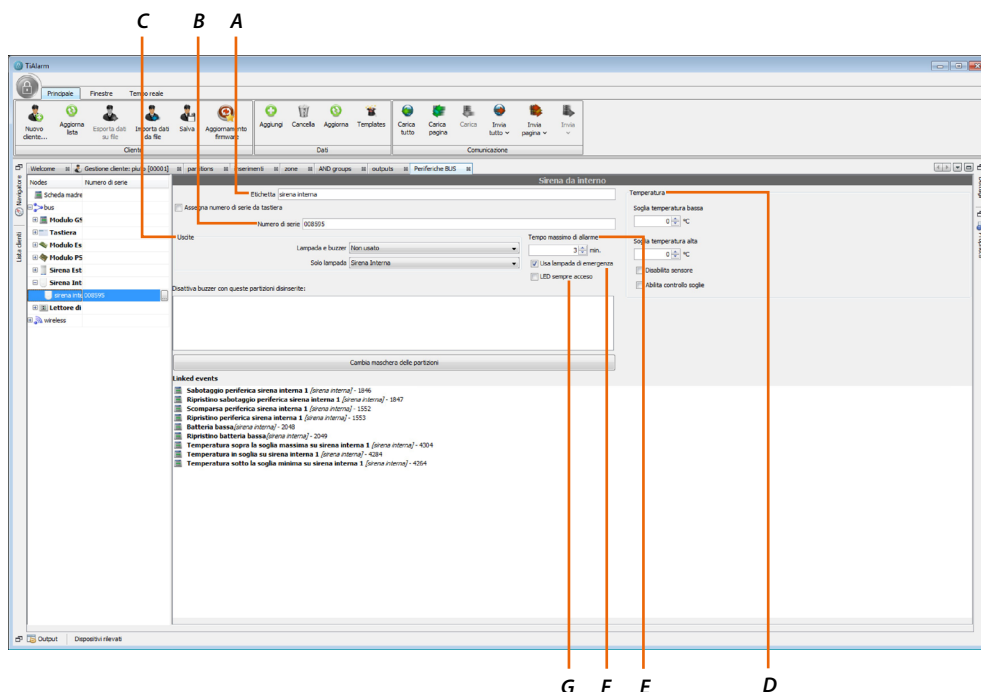 C B A
TiAlarm
Principale Finestre Tempo reale
Nuovo cliente... Aggiorna lista Esporta dati su file Importa dati da file Salva Aggiornamento firmware Aggiungi Cancella Aggiorna Templates Carica tutto Carica pagina Carica Invia tutto Invia pagina Invia
Cliente Dati Comunicazione
Welcome Gestione cliente: pluto [00001] partitions inserimenti zone AND groups outputs Periferiche BUS
Navigatore
Lista clienti
Nodes Numero di serie
Scheda madre
bus
Modulo GS
Tastiera
Modulo Es
Modulo PS
Sirena Est
Sirena Int
sirena inte 008595
Lettore di
wireless
Sirena da interno
Etichetta sirena interna
Assegna numero di serie da tastiera
Numero di serie 008595
Uscite
Lampada e buzzer Non usato
Solo lampada Sirena Interna
Tempo massimo di allarme
3 min.
Usa lampada di emergenza
LED sempre acceso
Temperatura
Soglia temperatura bassa
0 °C
Soglia temperatura alta
0 °C
Disabilita sensore
Abilita controllo soglie
Disattiva buzzer con queste partizioni disinserite:
Cambia maschera delle partizioni
Linked events
Sabotaggio periferica sirena interna 1 [sirena interna] - 1846
Ripristino sabotaggio periferica sirena interna 1 [sirena interna] - 1847
Scomparsa periferica sirena interna 1 [sirena interna] - 1552
Ripristino periferica sirena interna 1 [sirena interna] - 1553
Batteria bassa[sirena interna] - 2048
Ripristino batteria bassa[sirena interna] - 2049
Temperatura sopra la soglia massima su sirena interna 1 [sirena interna] - 4304
Temperatura in soglia su sirena interna 1 [sirena interna] - 4284
Temperatura sotto la soglia minima su sirena interna 1 [sirena interna] - 4264
Output Dispositivi rilevati
G F E D